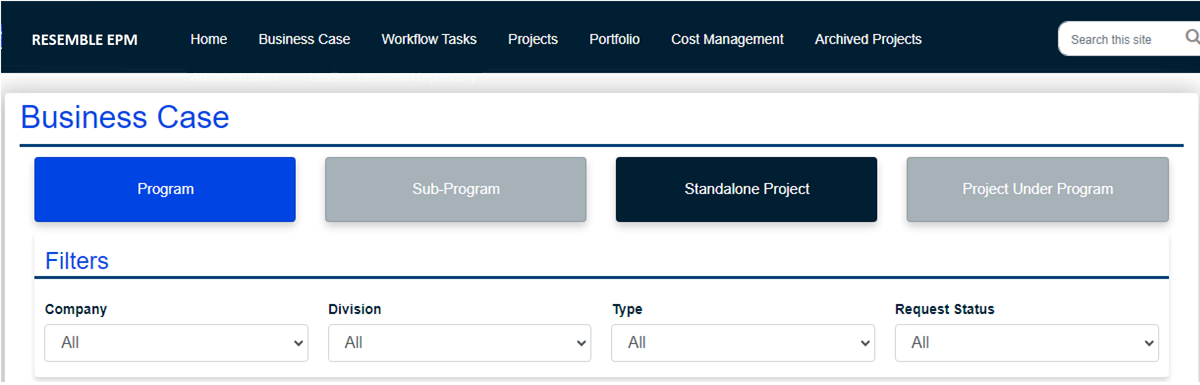 RESEMBLE EPM Home Business Case Workflow Tasks Projects Portfolio Cost Management Archived Projects Search this site
Business Case
Program Sub-Program Standalone Project Project Under Program
Filters
Company Division Type Request Status
All All All All